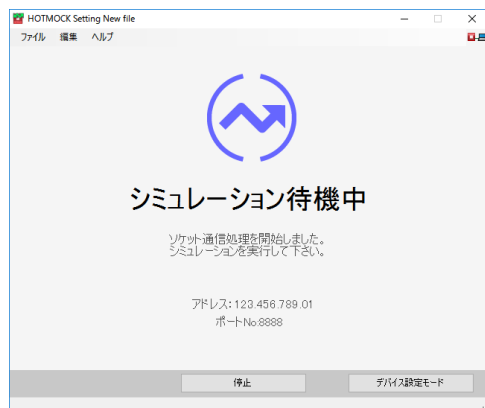 HOTMOCK Setting New file
ファイル 編集 ヘルプ
シミュレーション待機中
ソケット通信処理を開始しました。
シミュレーションを実行して下さい。
アドレス:123.456.789.01
ポートNo.8888
停止 デバイス設定モード